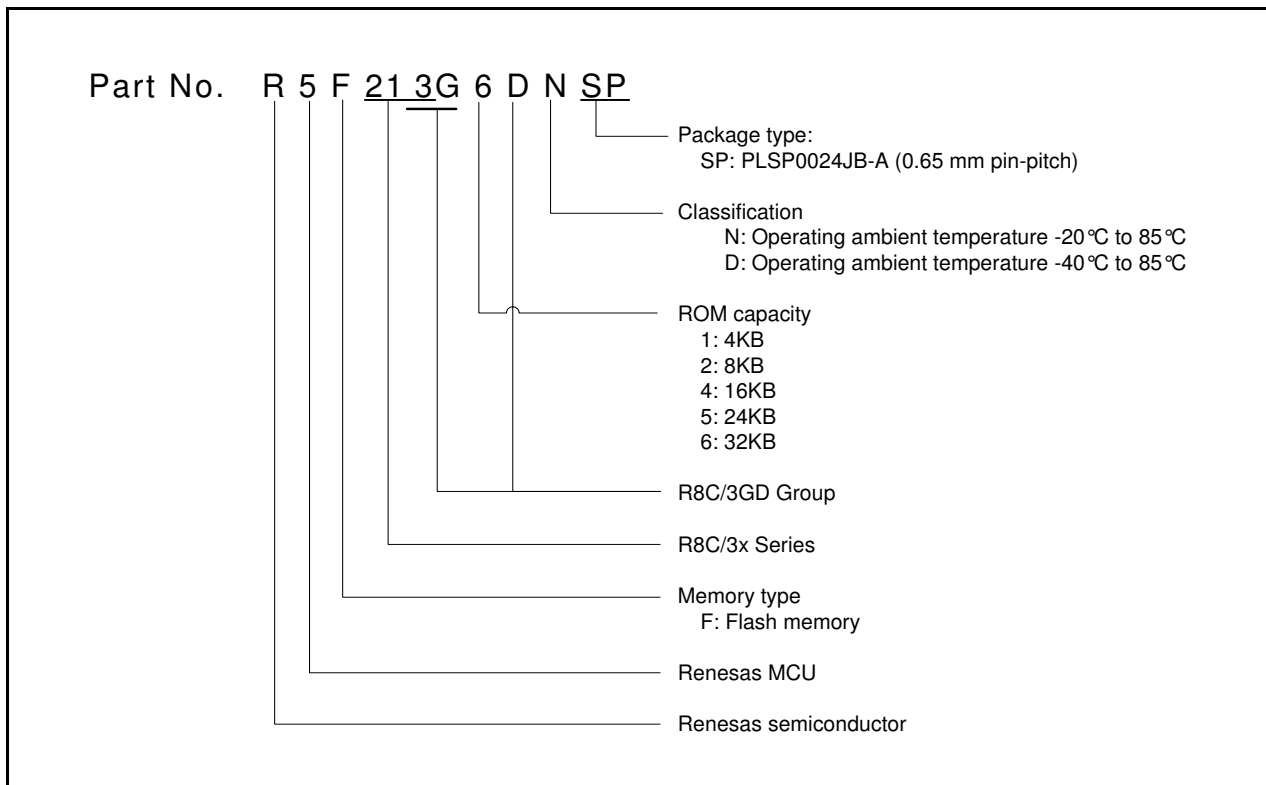 Part No. R 5 F 21 3G 6 D N SP
Package type:
SP: PLSP0024JB-A (0.65 mm pin-pitch)
Classification
N: Operating ambient temperature -20°C to 85°C
D: Operating ambient temperature -40°C to 85°C
ROM capacity
1: 4KB
2: 8KB
4: 16KB
5: 24KB
6: 32KB
R8C/3GD Group
R8C/3x Series
Memory type
F: Flash memory
Renesas MCU
Renesas semiconductor